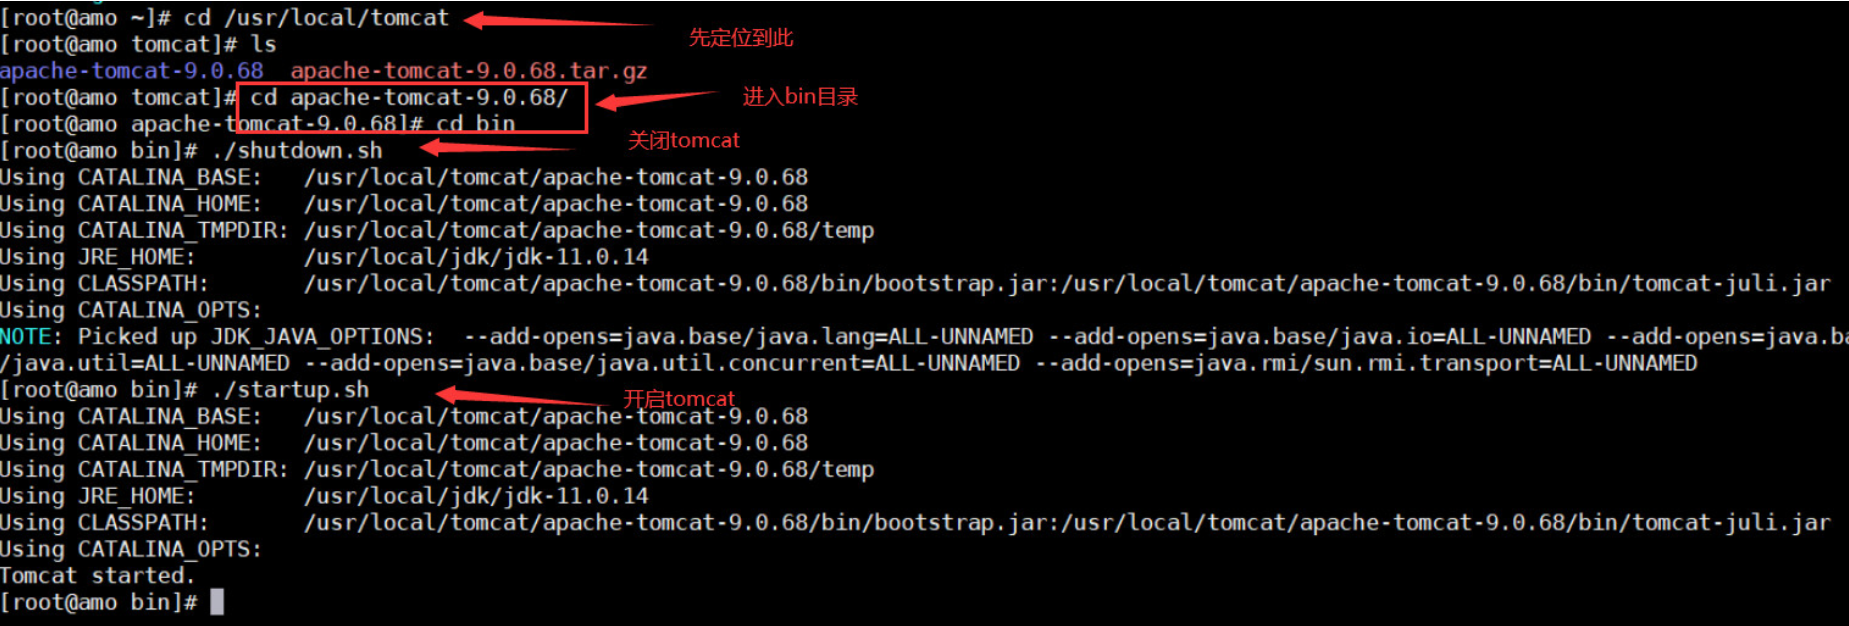 [root@amo ~]# cd /usr/local/tomcat
先定位到此
[root@amo tomcat]# ls
apache-tomcat-9.0.68  apache-tomcat-9.0.68.tar.gz
[root@amo tomcat]# cd apache-tomcat-9.0.68/
进入bin目录
[root@amo apache-tomcat-9.0.68]# cd bin
关闭tomcat
[root@amo bin]# ./shutdown.sh
Using CATALINA_BASE:   /usr/local/tomcat/apache-tomcat-9.0.68
Using CATALINA_HOME:   /usr/local/tomcat/apache-tomcat-9.0.68
Using CATALINA_TMPDIR: /usr/local/tomcat/apache-tomcat-9.0.68/temp
Using JRE_HOME:        /usr/local/jdk/jdk-11.0.14
Using CLASSPATH:       /usr/local/tomcat/apache-tomcat-9.0.68/bin/bootstrap.jar:/usr/local/tomcat/apache-tomcat-9.0.68/bin/tomcat-juli.jar
Using CATALINA_OPTS:
NOTE: Picked up JDK_JAVA_OPTIONS:  --add-opens=java.base/java.lang=ALL-UNNAMED --add-opens=java.base/java.io=ALL-UNNAMED --add-opens=java.ba
/java.util=ALL-UNNAMED --add-opens=java.base/java.util.concurrent=ALL-UNNAMED --add-opens=java.rmi/sun.rmi.transport=ALL-UNNAMED
[root@amo bin]# ./startup.sh
开启tomcat
Using CATALINA_BASE:   /usr/local/tomcat/apache-tomcat-9.0.68
Using CATALINA_HOME:   /usr/local/tomcat/apache-tomcat-9.0.68
Using CATALINA_TMPDIR: /usr/local/tomcat/apache-tomcat-9.0.68/temp
Using JRE_HOME:        /usr/local/jdk/jdk-11.0.14
Using CLASSPATH:       /usr/local/tomcat/apache-tomcat-9.0.68/bin/bootstrap.jar:/usr/local/tomcat/apache-tomcat-9.0.68/bin/tomcat-juli.jar
Using CATALINA_OPTS:
Tomcat started.
[root@amo bin]#